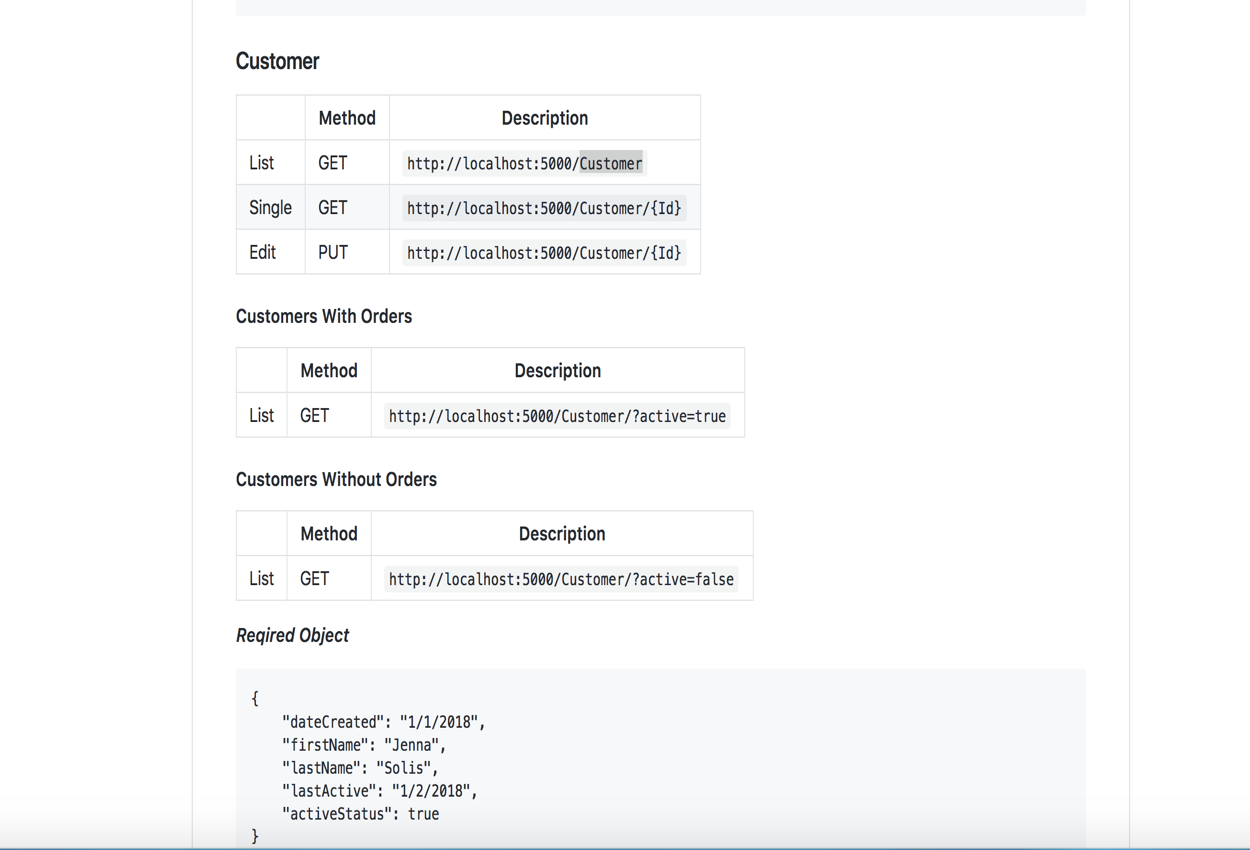 Customer
Method Description
List GET http://localhost:5000/Customer
Single GET http://localhost:5000/Customer/{Id}
Edit PUT http://localhost:5000/Customer/{Id}
Customers With Orders
Method Description
List GET http://localhost:5000/Customer/?active=true
Customers Without Orders
Method Description
List GET http://localhost:5000/Customer/?active=false
Reqired Object
{
    "dateCreated": "1/1/2018",
    "firstName": "Jenna",
    "lastName": "Solis",
    "lastActive": "1/2/2018",
    "activeStatus": true
}